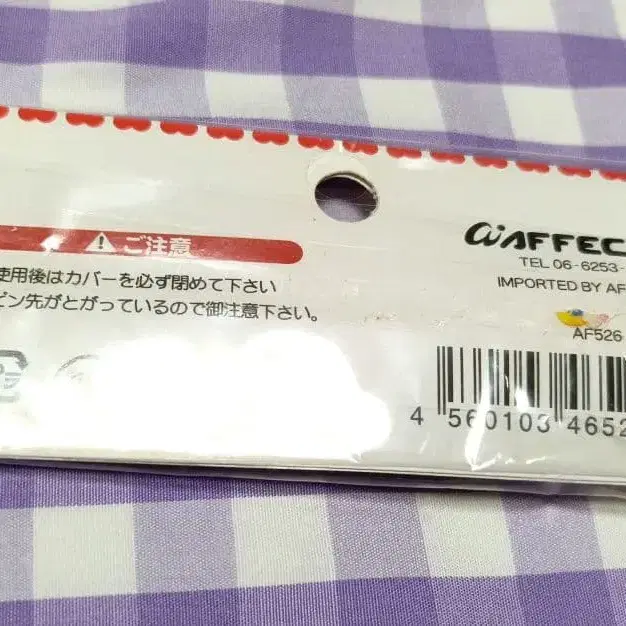 ご注意
使用後はカバーを必ず閉めて下さい
ピン先がとがっているので御注意下さい。
AFFEC
TEL 06-6253-
IMPORTED BY AF
AF526
4 560103 4652